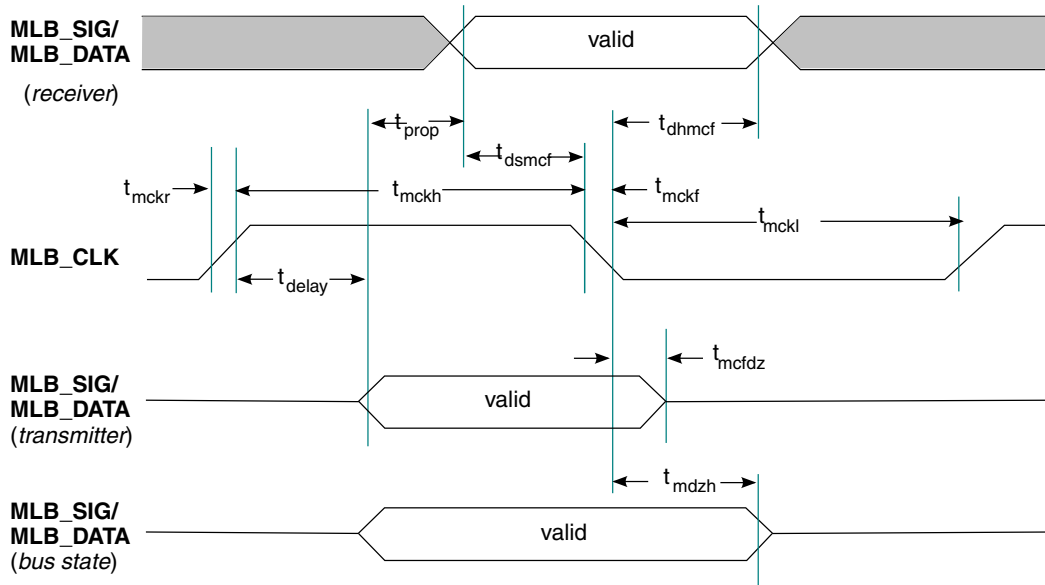 MLB_SIG/
MLB_DATA
(receiver)
valid
tprop
tdhmcf
tdsmcf
tmckr
tmckh
tmckf
tmckl
MLB_CLK
tdelay
tmcfdz
MLB_SIG/
MLB_DATA
(transmitter)
valid
tmdzh
MLB_SIG/
MLB_DATA
(bus state)
valid